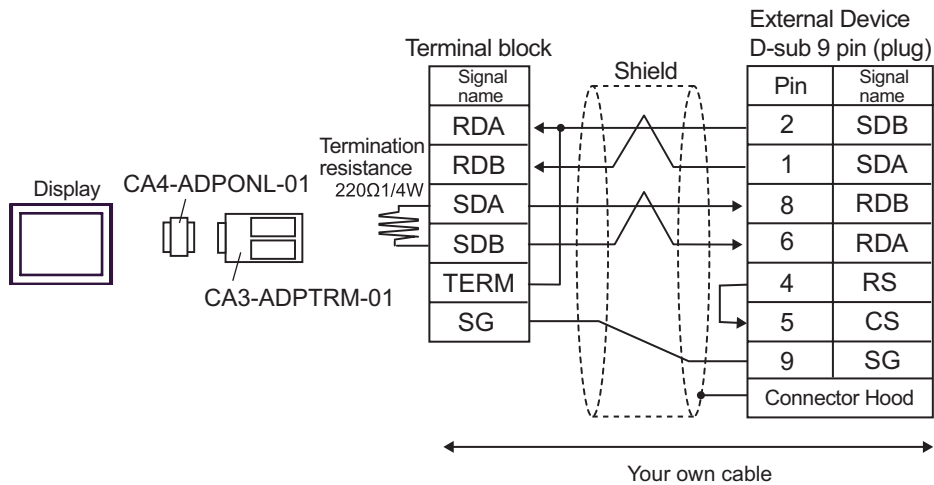 External Device
Terminal block
D-sub 9 pin (plug)
Signal
name
Shield
Pin
Signal
name
RDA
2
SDB
Termination
resistance
220Ω1/4W
RDB
1
SDA
Display
CA4-ADPONL-01
SDA
8
RDB
SDB
6
RDA
TERM
4
RS
CA3-ADPTRM-01
SG
5
CS
9
SG
Connector Hood
Your own cable